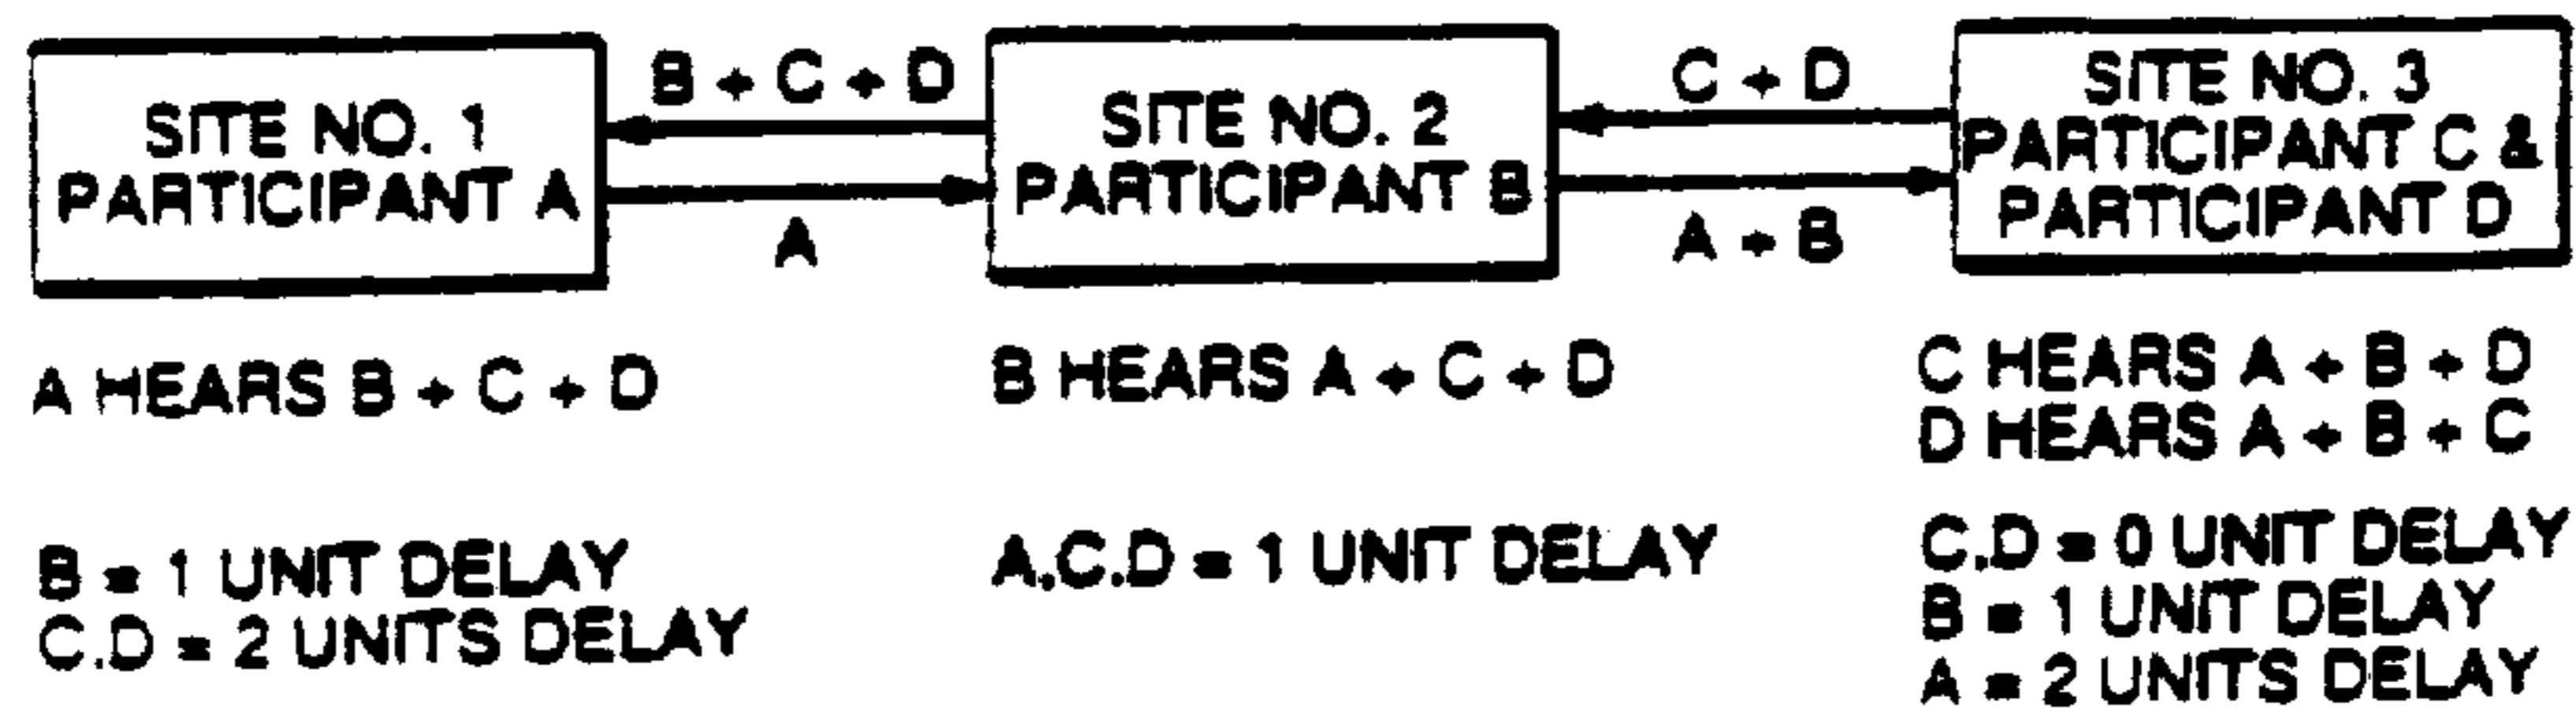 SITE NO. 1
PARTICIPANT A
B + C + D
A
SITE NO. 2
PARTICIPANT B
C + D
A + B
SITE NO. 3
PARTICIPANT C &
PARTICIPANT D
A HEARS B + C + D
B HEARS A + C + D
C HEARS A + B + D
D HEARS A + B + C
B = 1 UNIT DELAY
C.D = 2 UNITS DELAY
A.C.D = 1 UNIT DELAY
C.D = 0 UNIT DELAY
B = 1 UNIT DELAY
A = 2 UNITS DELAY